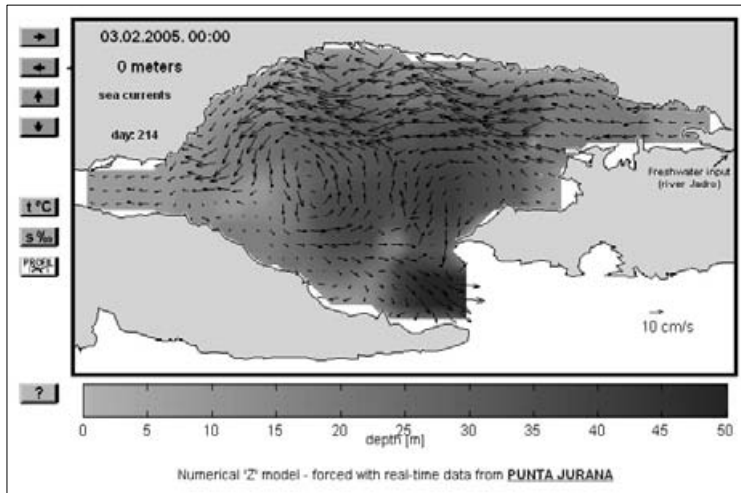 03.02.2005. 00:00
0 meters
sea currents
day: 214
Freshwater input
(river Jadro)
t °C
s ‰
PROFIL
10 cm/s
?
0 5 10 15 20 25 30 35 40 45 50
depth [m]
Numerical 'Z' model - forced with real-time data from PUNTA JURANA